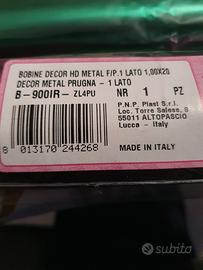 BOBINE DECOR HD METAL F/P.1 LATO 1,00X20
DECOR METAL PRUGNA - 1 LATO
B-900IR- ZL4PU NR 1 PZ
P.N.P. Plast S.r.l.
Loc. Torre Salese, 8
55011 ALTOPASCIO
Lucca - Italy
8 013170 244268
MADE IN ITALY
subito